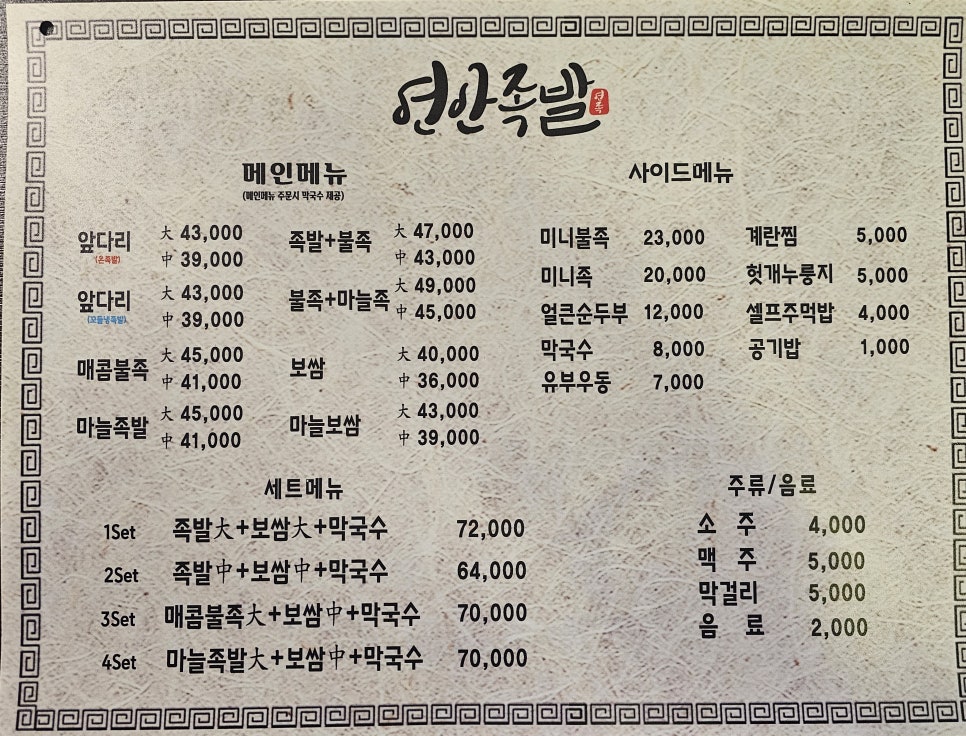 연안족발
연족
메인메뉴
(메인메뉴 주문시 막국수 제공)
앞다리 大 43,000
(온족발) 中 39,000
앞다리 大 43,000
(꼬들냉족발) 中 39,000
매콤불족 大 45,000
中 41,000
마늘족발 大 45,000
中 41,000
족발+불족 大 47,000
中 43,000
불족+마늘족 大 49,000
中 45,000
보쌈 大 40,000
中 36,000
마늘보쌈 大 43,000
中 39,000
사이드메뉴
미니불족 23,000
미니족 20,000
얼큰순두부 12,000
막국수 8,000
유부우동 7,000
계란찜 5,000
헛개누룽지 5,000
셀프주먹밥 4,000
공기밥 1,000
세트메뉴
1Set 족발大+보쌈大+막국수 72,000
2Set 족발中+보쌈中+막국수 64,000
3Set 매콤불족大+보쌈中+막국수 70,000
4Set 마늘족발大+보쌈中+막국수 70,000
주류/음료
소 주 4,000
맥 주 5,000
막걸리 5,000
음 료 2,000